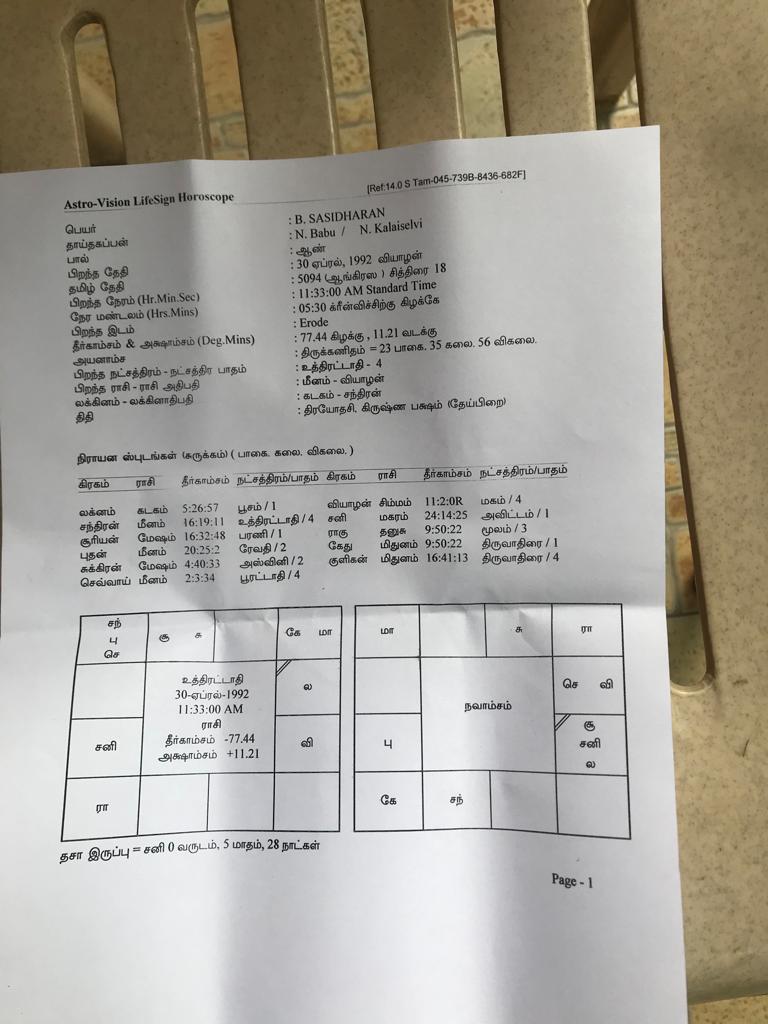 Astro-Vision LifeSign Horoscope [Ref:14.0 S Tam-045-739B-8436-682F]
பெயர் : B. SASIDHARAN
தாய்தகப்பன் : N. Babu / N. Kalaiselvi
பால் : ஆண்
பிறந்த தேதி : 30 ஏப்ரல், 1992 வியாழன்
தமிழ் தேதி : 5094 (ஆங்கிரஸ ) சித்திரை 18
பிறந்த நேரம் (Hr.Min.Sec) : 11:33:00 AM Standard Time
நேர மண்டலம் (Hrs.Mins) : 05:30 க்ரீன்விச்சிற்கு கிழக்கே
பிறந்த இடம் : Erode
தீர்காம்சம் & அக்ஷாம்சம் (Deg.Mins) : 77.44 கிழக்கு , 11.21 வடக்கு
அயனாம்ச : திருக்கணிதம் = 23 பாகை. 35 கலை. 56 விகலை.
பிறந்த நட்சத்திரம் - நட்சத்திர பாதம் : உத்திரட்டாதி - 4
பிறந்த ராசி - ராசி அதிபதி : மீனம் - வியாழன்
லக்கினம் - லக்கினாதிபதி : கடகம் - சந்திரன்
திதி : திரயோதசி, கிருஷ்ண பக்ஷம் (தேய்பிறை)
நிராயன ஸ்புடங்கள் (சுருக்கம்) ( பாகை. கலை. விகலை. )
கிரகம் ராசி தீர்காம்சம் நட்சத்திரம்/பாதம் கிரகம் ராசி தீர்காம்சம் நட்சத்திரம்/பாதம்
லக்னம் கடகம் 5:26:57 பூசம் / 1 வியாழன் சிம்மம் 11:2:0R மகம் / 4
சந்திரன் மீனம் 16:19:11 உத்திரட்டாதி / 4 சனி மகரம் 24:14:25 அவிட்டம் / 1
சூரியன் மேஷம் 16:32:48 பரணி / 1 ராகு தனுசு 9:50:22 மூலம் / 3
புதன் மீனம் 20:25:2 ரேவதி / 2 கேது மிதுனம் 9:50:22 திருவாதிரை / 1
சுக்கிரன் மேஷம் 4:40:33 அஸ்வினி / 2 குளிகன் மிதுனம் 16:41:13 திருவாதிரை / 4
செவ்வாய் மீனம் 2:3:34 பூரட்டாதி / 4
சந்
பு
செ
சூ சு
கே மா
ல
சனி
வி
ரா
உத்திரட்டாதி
30-ஏப்ரல்-1992
11:33:00 AM
ராசி
தீர்காம்சம் -77.44
அக்ஷாம்சம் +11.21
மா
சு
ரா
செ வி
நவாம்சம்
பு
சூ
சனி
ல
கே
சந்
தசா இருப்பு = சனி 0 வருடம், 5 மாதம், 28 நாட்கள்
Page - 1